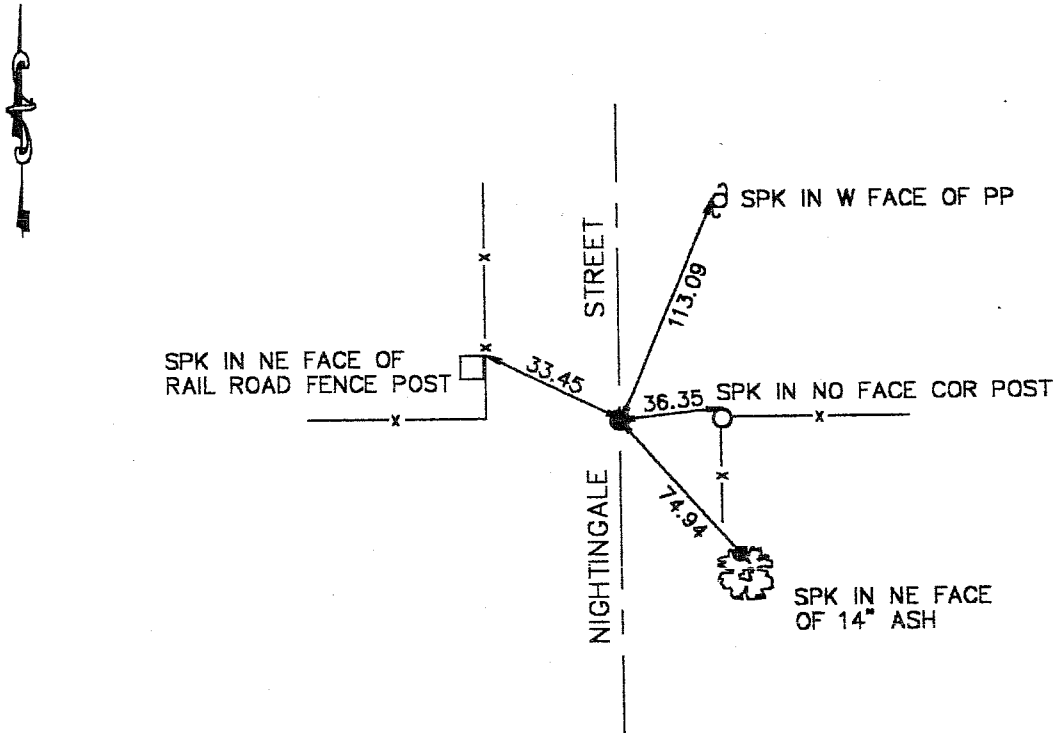 SPK IN W FACE OF PP
STREET
113.09
SPK IN NE FACE OF
RAIL ROAD FENCE POST
33.45
36.35
SPK IN NO FACE COR POST
NIGHTINGALE
74.94
SPK IN NE FACE
OF 14" ASH